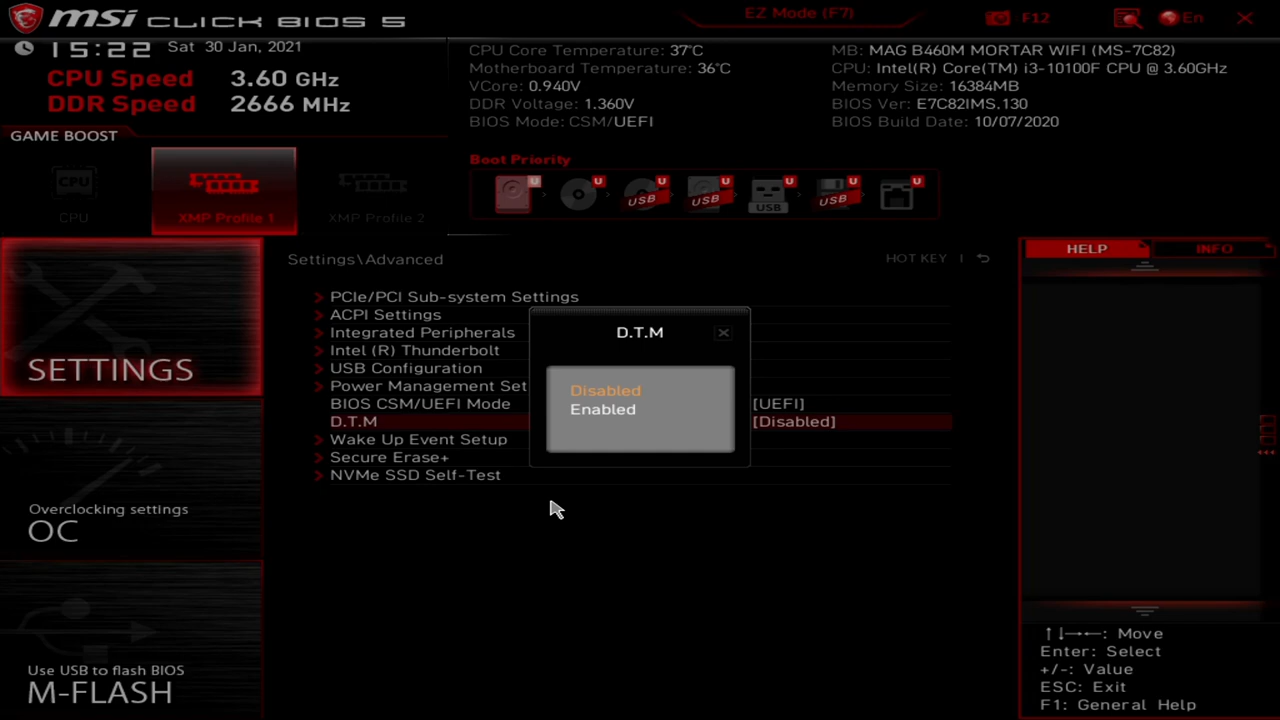 msi CLICK BIOS 5
EZ Mode (F7)
F12
En
15:22 Sat 30 Jan, 2021
CPU Speed 3.60 GHz
DDR Speed 2666 MHz
CPU Core Temperature: 37°C
Motherboard Temperature: 36°C
VCore: 0.940V
DDR Voltage: 1.360V
BIOS Mode: CSM/UEFI
MB: MAG B460M MORTAR WIFI (MS-7C82)
CPU: Intel(R) Core(TM) i3-10100F CPU @ 3.60GHz
Memory Size: 16384MB
BIOS Ver: E7C82IMS.130
BIOS Build Date: 10/07/2020
GAME BOOST
CPU
CPU
XMP Profile 1
XMP Profile 2
Boot Priority
U
U
USB U
USB U
USB U
USB U
U
SETTINGS
Overclocking settings
OC
Use USB to flash BIOS
M-FLASH
Settings\Advanced
HOT KEY |
PCIe/PCI Sub-system Settings
ACPI Settings
Integrated Peripherals
Intel (R) Thunderbolt
USB Configuration
Power Management Set
BIOS CSM/UEFI Mode [UEFI]
D.T.M [Disabled]
Wake Up Event Setup
Secure Erase+
NVMe SSD Self-Test
D.T.M
Disabled
Enabled
HELP
INFO
↑↓→←: Move
Enter: Select
+/-: Value
ESC: Exit
F1: General Help